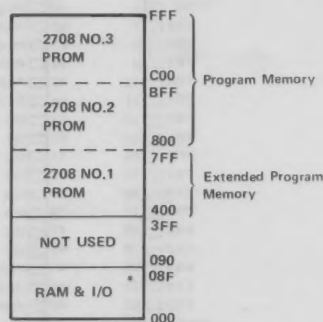 FFF
2708 NO.3
PROM
C00
Program Memory
BFF
2708 NO.2
PROM
800
7FF
2708 NO.1
PROM
Extended Program
Memory
400
3FF
NOT USED
090
* 08F
RAM & I/O
000